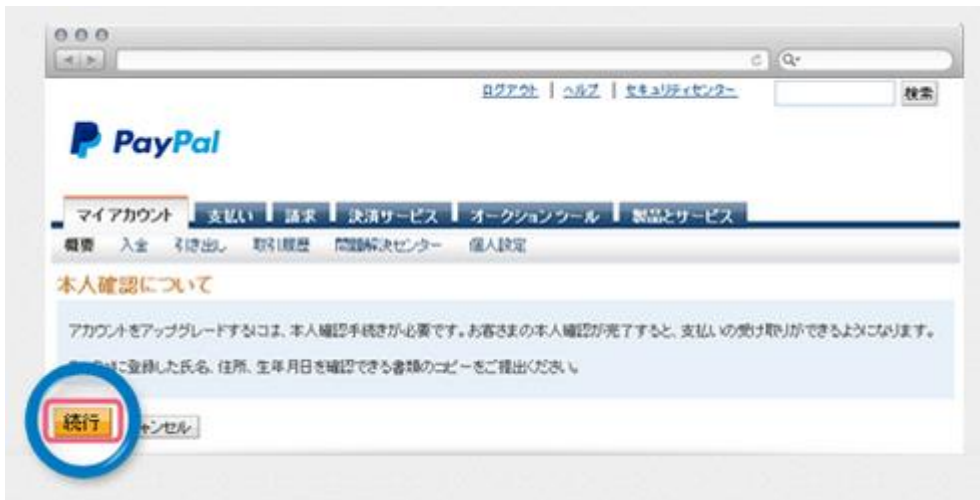 ログアウト | ヘルプ | セキュリティセンター 検索
PayPal
マイアカウント 支払い 請求 決済サービス オークションツール 製品とサービス
概要 入金 引き出し 取引履歴 問題解決センター 個人設定
本人確認について
アカウントをアップグレードするには、本人確認手続きが必要です。お客さまの本人確認が完了すると、支払いの受け取りができるようになります。
に登録した氏名、住所、生年月日を確認できる書類のコピーをご提出ください。
続行 キャンセル